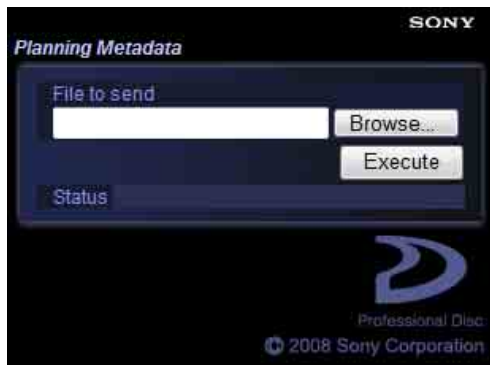 SONY
Planning Metadata
File to send
Browse...
Execute
Status
Professional Disc
© 2008 Sony Corporation